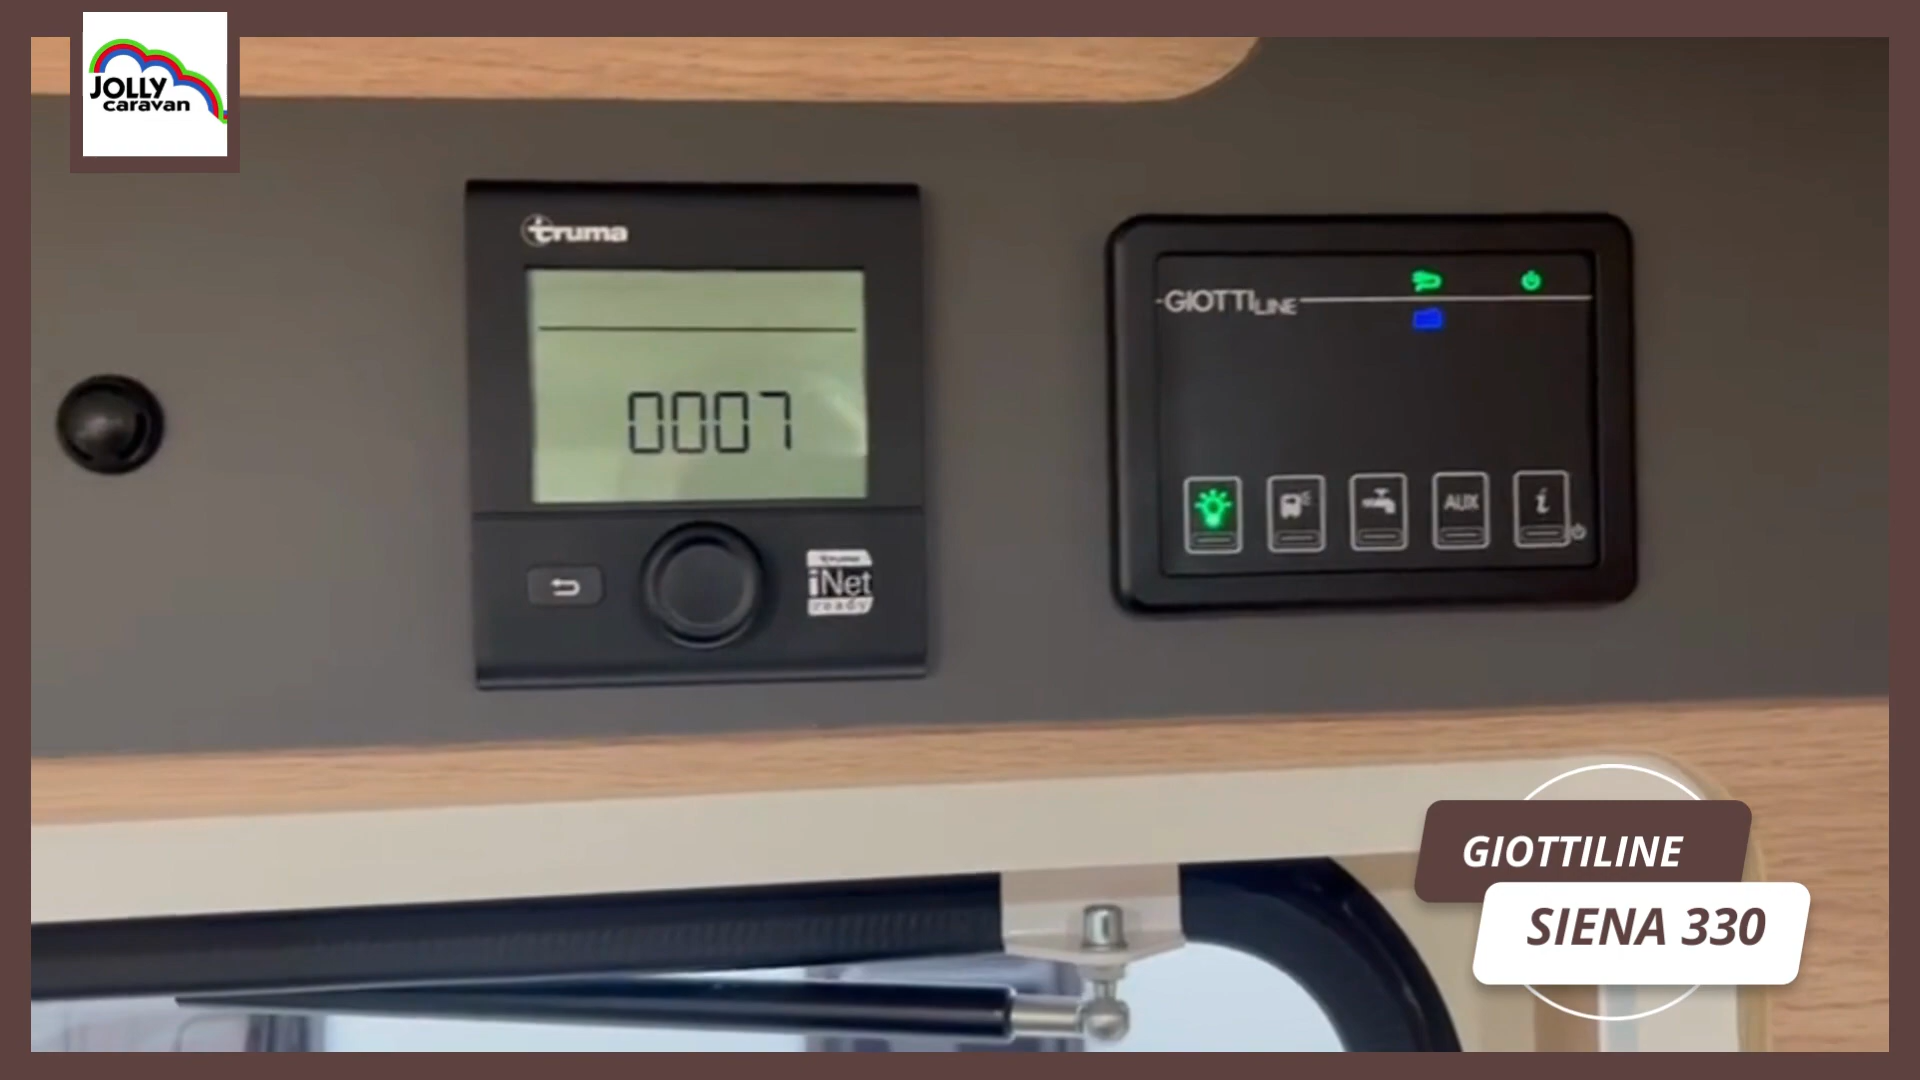 JOLLY
caravan
truma
0007
iNet
ready
GIOTTILINE
AUX
i
GIOTTILINE
SIENA 330